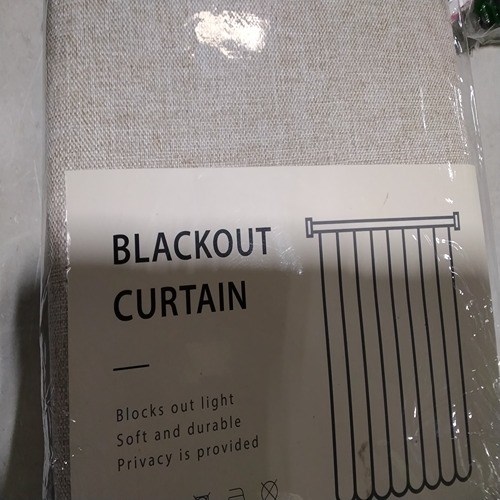 BLACKOUT
CURTAIN
Blocks out light
Soft and durable
Privacy is provided